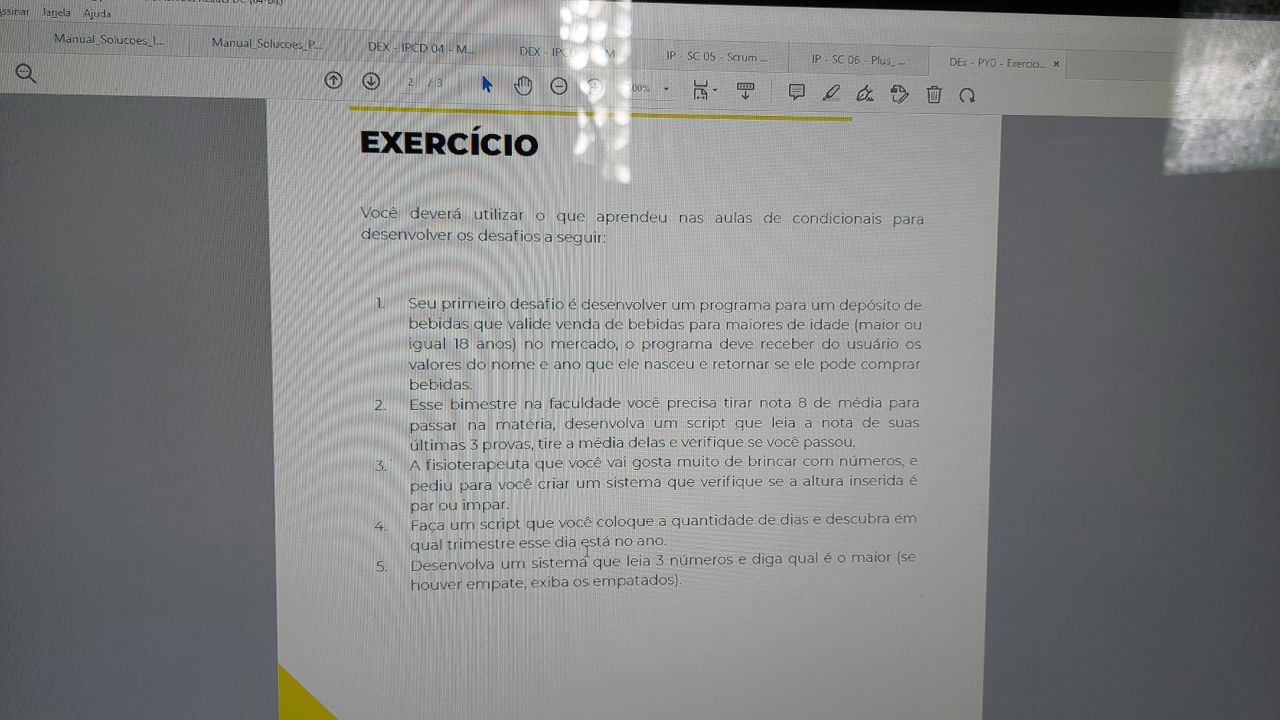 Janela Ajuda
Manual_Solucoes_I... Manual_Solucoes_P... DEX - IPCD 04 - M... DEX - IPCD M IP - SC 05 - Scrum ... IP - SC 06 - Plus_ ... DEx - PY0 - Exercíci... ×
2 / 3
EXERCÍCIO
Você deverá utilizar o que aprendeu nas aulas de condicionais para
desenvolver os desafios a seguir:
1. Seu primeiro desafio é desenvolver um programa para um depósito de
bebidas que valide venda de bebidas para maiores de idade (maior ou
igual 18 anos) no mercado, o programa deve receber do usuário os
valores do nome e ano que ele nasceu e retornar se ele pode comprar
bebidas.
2. Esse bimestre na faculdade você precisa tirar nota 8 de média para
passar na matéria, desenvolva um script que leia a nota de suas
últimas 3 provas, tire a média delas e verifique se você passou.
3. A fisioterapeuta que você vai gosta muito de brincar com números, e
pediu para você criar um sistema que verifique se a altura inserida é
par ou impar.
4. Faça um script que você coloque a quantidade de dias e descubra em
qual trimestre esse dia está no ano.
5. Desenvolva um sistema que leia 3 números e diga qual é o maior (se
houver empate, exiba os empatados).